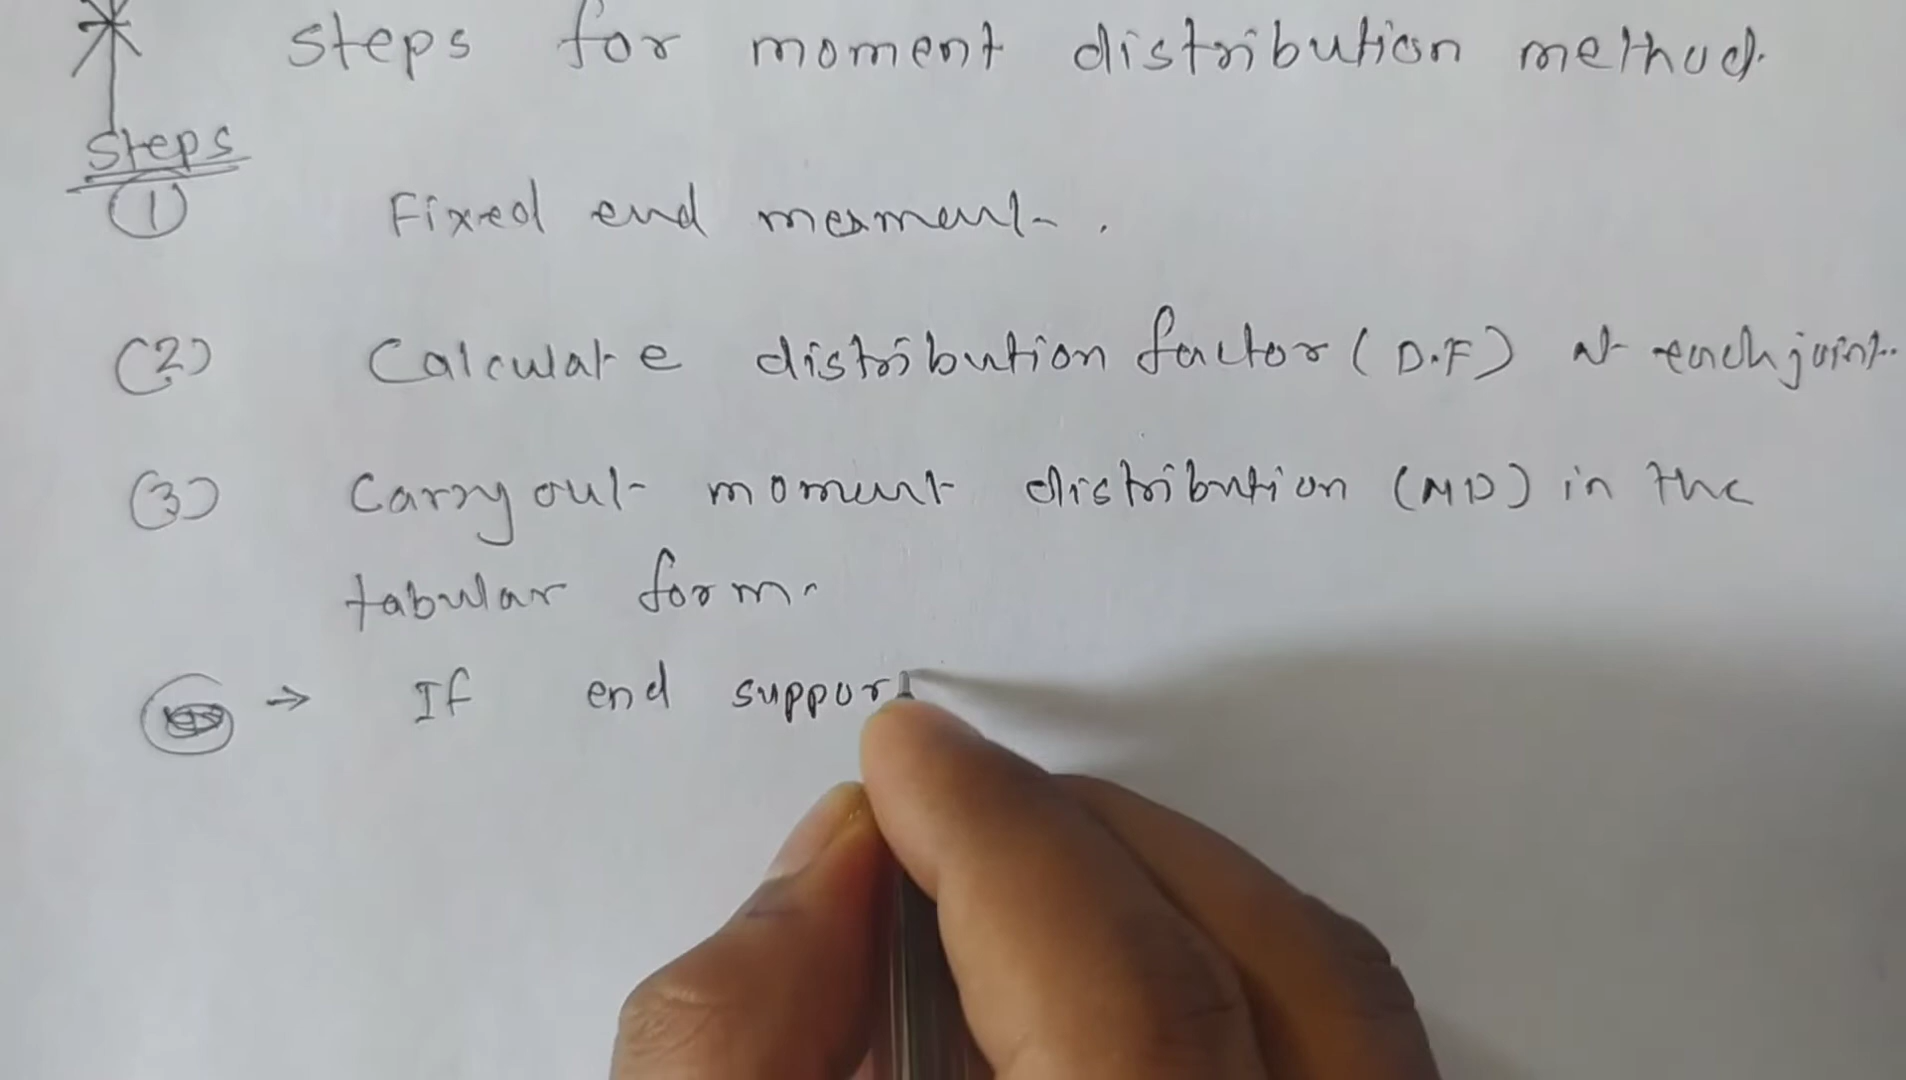 steps for moment distribution method.
Steps
(1) Fixed end moment.
(2) Calculate distribution factor (D.F) at each joint.
(3) Carry out moment distribution (MD) in the
tabular form.
→ If end suppor